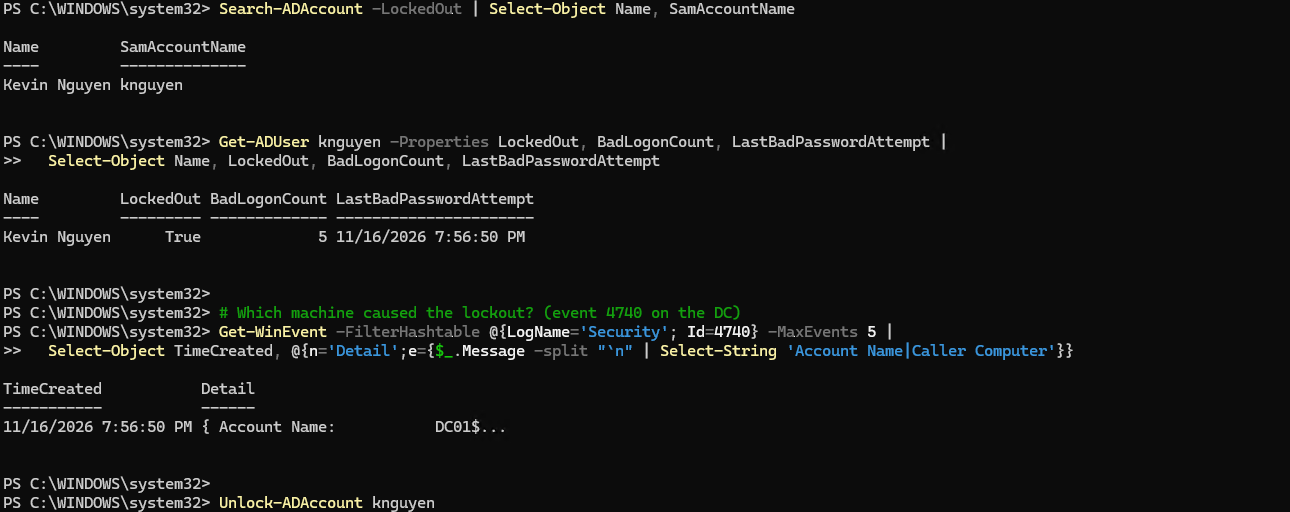 PS C:\WINDOWS\system32> Search-ADAccount -LockedOut | Select-Object Name, SamAccountName
Name         SamAccountName
----         --------------
Kevin Nguyen knguyen
PS C:\WINDOWS\system32> Get-ADUser knguyen -Properties LockedOut, BadLogonCount, LastBadPasswordAttempt |
>>   Select-Object Name, LockedOut, BadLogonCount, LastBadPasswordAttempt
Name         LockedOut BadLogonCount LastBadPasswordAttempt
----         --------- ------------- ----------------------
Kevin Nguyen      True             5 11/16/2026 7:56:50 PM
PS C:\WINDOWS\system32>
PS C:\WINDOWS\system32> # Which machine caused the lockout? (event 4740 on the DC)
PS C:\WINDOWS\system32> Get-WinEvent -FilterHashtable @{LogName='Security'; Id=4740} -MaxEvents 5 |
>>   Select-Object TimeCreated, @{n='Detail';e={$_.Message -split "`n" | Select-String 'Account Name|Caller Computer'}}
TimeCreated           Detail
-----------           ------
11/16/2026 7:56:50 PM { Account Name:           DC01$...
PS C:\WINDOWS\system32>
PS C:\WINDOWS\system32> Unlock-ADAccount knguyen